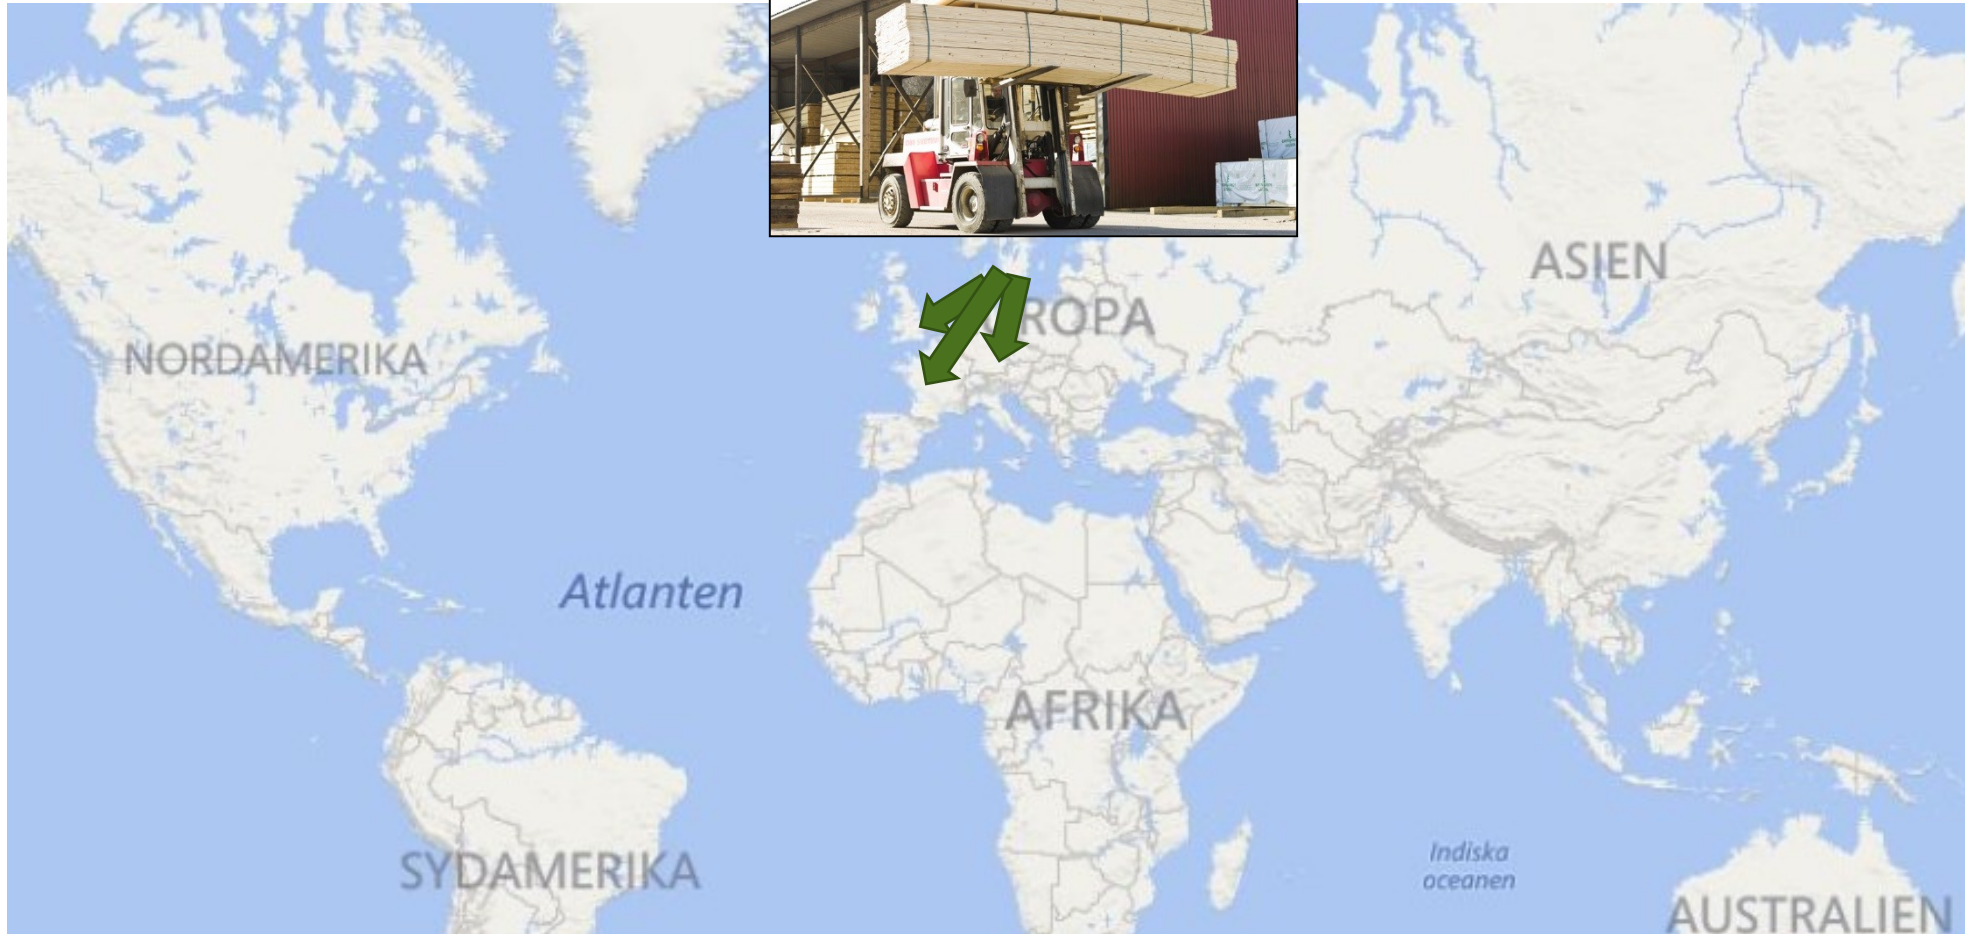 ASIEN
ROPA
NORDAMERIKA
Atlanten
AFRIKA
Indiska
oceanen
SYDAMERIKA
AUSTRALIEN